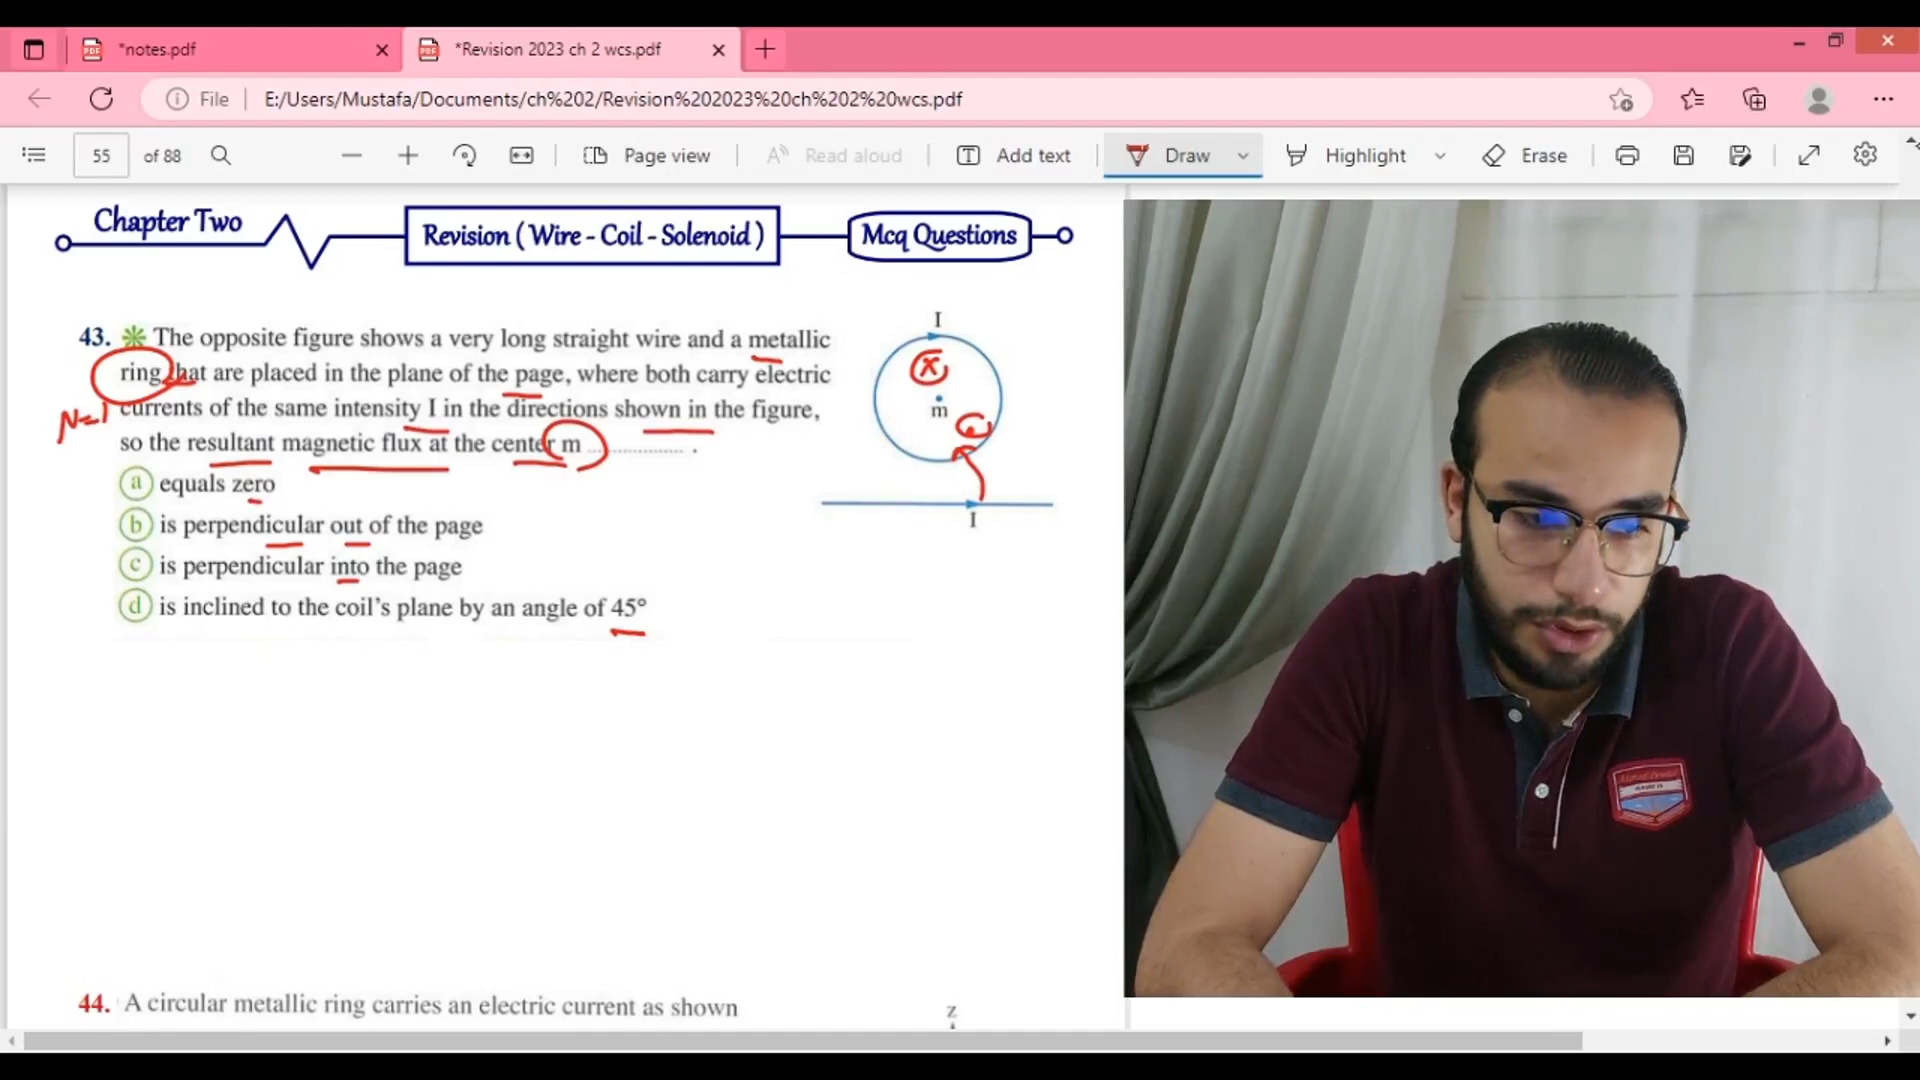 *notes.pdf
*Revision 2023 ch 2 wcs.pdf
File
E:/Users/Mustafa/Documents/ch%202/Revision%202023%20ch%202%20wcs.pdf
55 of 88
Page view
Read aloud
Add text
Draw
Highlight
Erase
Chapter Two
Revision ( Wire - Coil - Solenoid )
Mcq Questions
43. The opposite figure shows a very long straight wire and a metallic
ring that are placed in the plane of the page, where both carry electric
currents of the same intensity I in the directions shown in the figure,
so the resultant magnetic flux at the center m .................... .
N=1
a equals zero
b is perpendicular out of the page
c is perpendicular into the page
d is inclined to the coil's plane by an angle of 45°
I
x
m
I
44. A circular metallic ring carries an electric current as shown
z